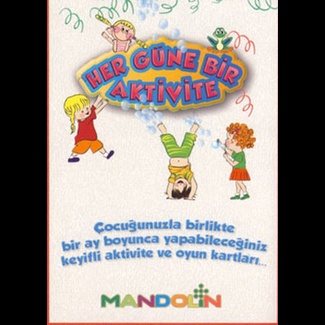 HER GÜNE BİR
AKTİVİTE
Çocuğunuzla birlikte
bir ay boyunca yapabileceğiniz
keyifli aktivite ve oyun kartları...
MANDOLİN